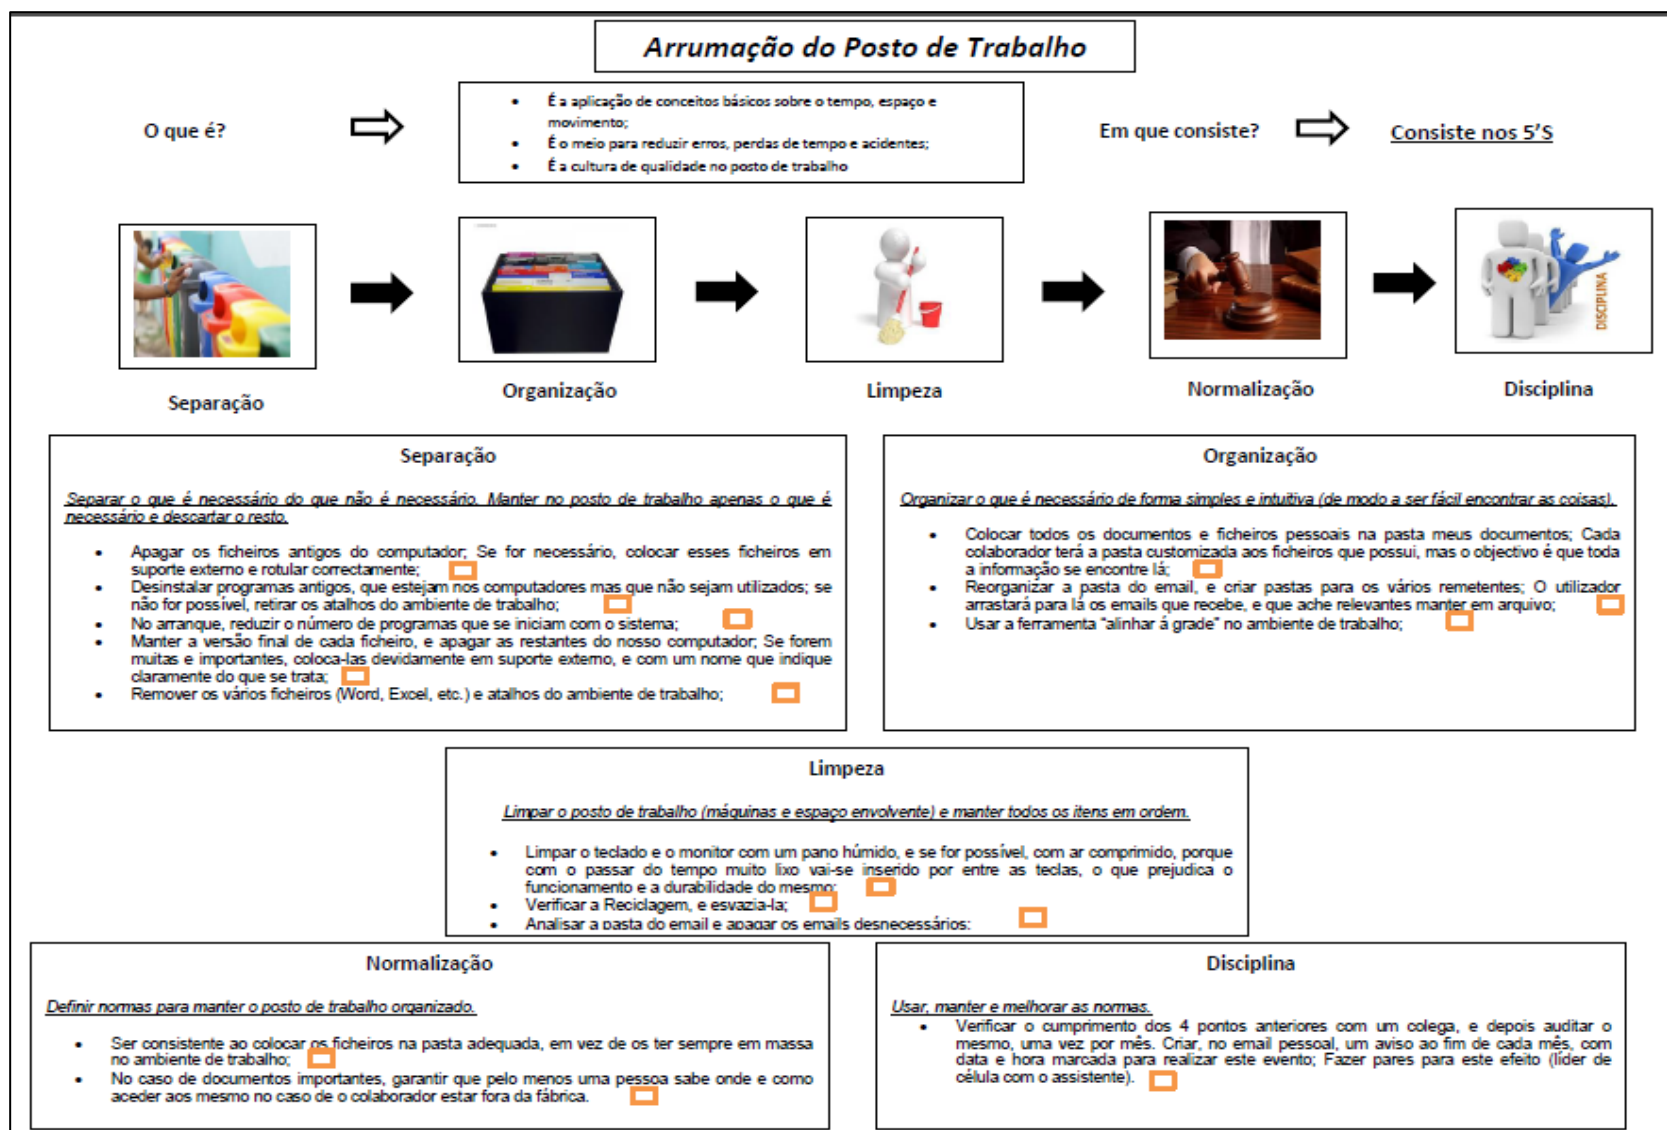 Arrumação do Posto de Trabalho
O que é?
• É a aplicação de conceitos básicos sobre o tempo, espaço e
movimento;
• É o meio para reduzir erros, perdas de tempo e acidentes;
• É a cultura de qualidade no posto de trabalho
Em que consiste?
Consiste nos 5'S
DISCIPLINA
Separação
Organização
Limpeza
Normalização
Disciplina
Separação
Separar o que é necessário do que não é necessário. Manter no posto de trabalho apenas o que é
necessário e descartar o resto.
• Apagar os ficheiros antigos do computador; Se for necessário, colocar esses ficheiros em
suporte externo e rotular correctamente;
• Desinstalar programas antigos, que estejam nos computadores mas que não sejam utilizados; se
não for possível, retirar os atalhos do ambiente de trabalho;
• No arranque, reduzir o número de programas que se iniciam com o sistema;
• Manter a versão final de cada ficheiro, e apagar as restantes do nosso computador; Se forem
muitas e importantes, coloca-las devidamente em suporte externo, e com um nome que indique
claramente do que se trata;
• Remover os vários ficheiros (Word, Excel, etc.) e atalhos do ambiente de trabalho;
Organização
Organizar o que é necessário de forma simples e intuitiva (de modo a ser fácil encontrar as coisas).
• Colocar todos os documentos e ficheiros pessoais na pasta meus documentos; Cada
colaborador terá a pasta customizada aos ficheiros que possui, mas o objectivo é que toda
a informação se encontre lá;
• Reorganizar a pasta do email, e criar pastas para os vários remetentes; O utilizador
arrastará para lá os emails que recebe, e que ache relevantes manter em arquivo;
• Usar a ferramenta "alinhar á grade" no ambiente de trabalho;
Limpeza
Limpar o posto de trabalho (máquinas e espaço envolvente) e manter todos os itens em ordem.
• Limpar o teclado e o monitor com um pano húmido, e se for possível, com ar comprimido, porque
com o passar do tempo muito lixo vai-se inserido por entre as teclas, o que prejudica o
funcionamento e a durabilidade do mesmo;
• Verificar a Reciclagem, e esvazia-la;
• Analisar a pasta do email e apagar os emails desnecessários;
Normalização
Definir normas para manter o posto de trabalho organizado.
• Ser consistente ao colocar os ficheiros na pasta adequada, em vez de os ter sempre em massa
no ambiente de trabalho;
• No caso de documentos importantes, garantir que pelo menos uma pessoa sabe onde e como
aceder aos mesmo no caso de o colaborador estar fora da fábrica.
Disciplina
Usar, manter e melhorar as normas.
• Verificar o cumprimento dos 4 pontos anteriores com um colega, e depois auditar o
mesmo, uma vez por mês. Criar, no email pessoal, um aviso ao fim de cada mês, com
data e hora marcada para realizar este evento; Fazer pares para este efeito (líder de
célula com o assistente).